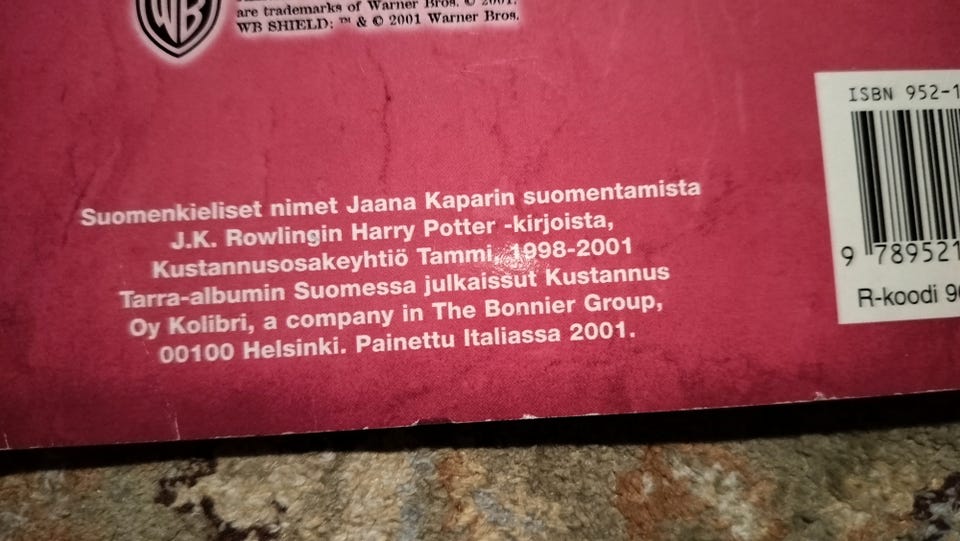 WB
are trademarks of Warner Bros. © 2001.
WB SHIELD: ™ & © 2001 Warner Bros.
Suomenkieliset nimet Jaana Kaparin suomentamista
J.K. Rowlingin Harry Potter -kirjoista,
Kustannusosakeyhtiö Tammi, 1998-2001
Tarra-albumin Suomessa julkaissut Kustannus
Oy Kolibri, a company in The Bonnier Group,
00100 Helsinki. Painettu Italiassa 2001.
ISBN 952-1
9 789521
R-koodi 9